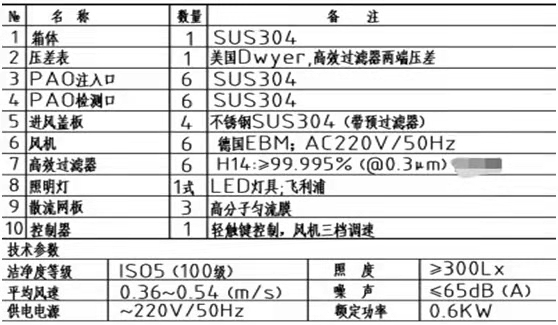 № 名 称 数量 备 注
1 箱体 1 SUS304
2 压差表 1 美国Dwyer,高效过滤器两端压差
3 PAO注入口 6 SUS304
4 PAO检测口 6 SUS304
5 进风盖板 4 不锈钢SUS304(带预过滤器)
6 风机 6 德国EBM; AC220V/50Hz
7 高效过滤器 6 H14:≥99.995% (@0.3μm)
8 照明灯 1式 LED灯具;飞利浦
9 散流网板 3 高分子匀流膜
10 控制器 1 轻触键控制,风机三档调速
技术参数
洁净度等级 ISO5 (100级) 照 度 ≥300Lx
平均风速 0.36~0.54 (m/s) 噪 声 ≤65dB (A)
供电电源 ~220V/50Hz 额定功率 0.6KW